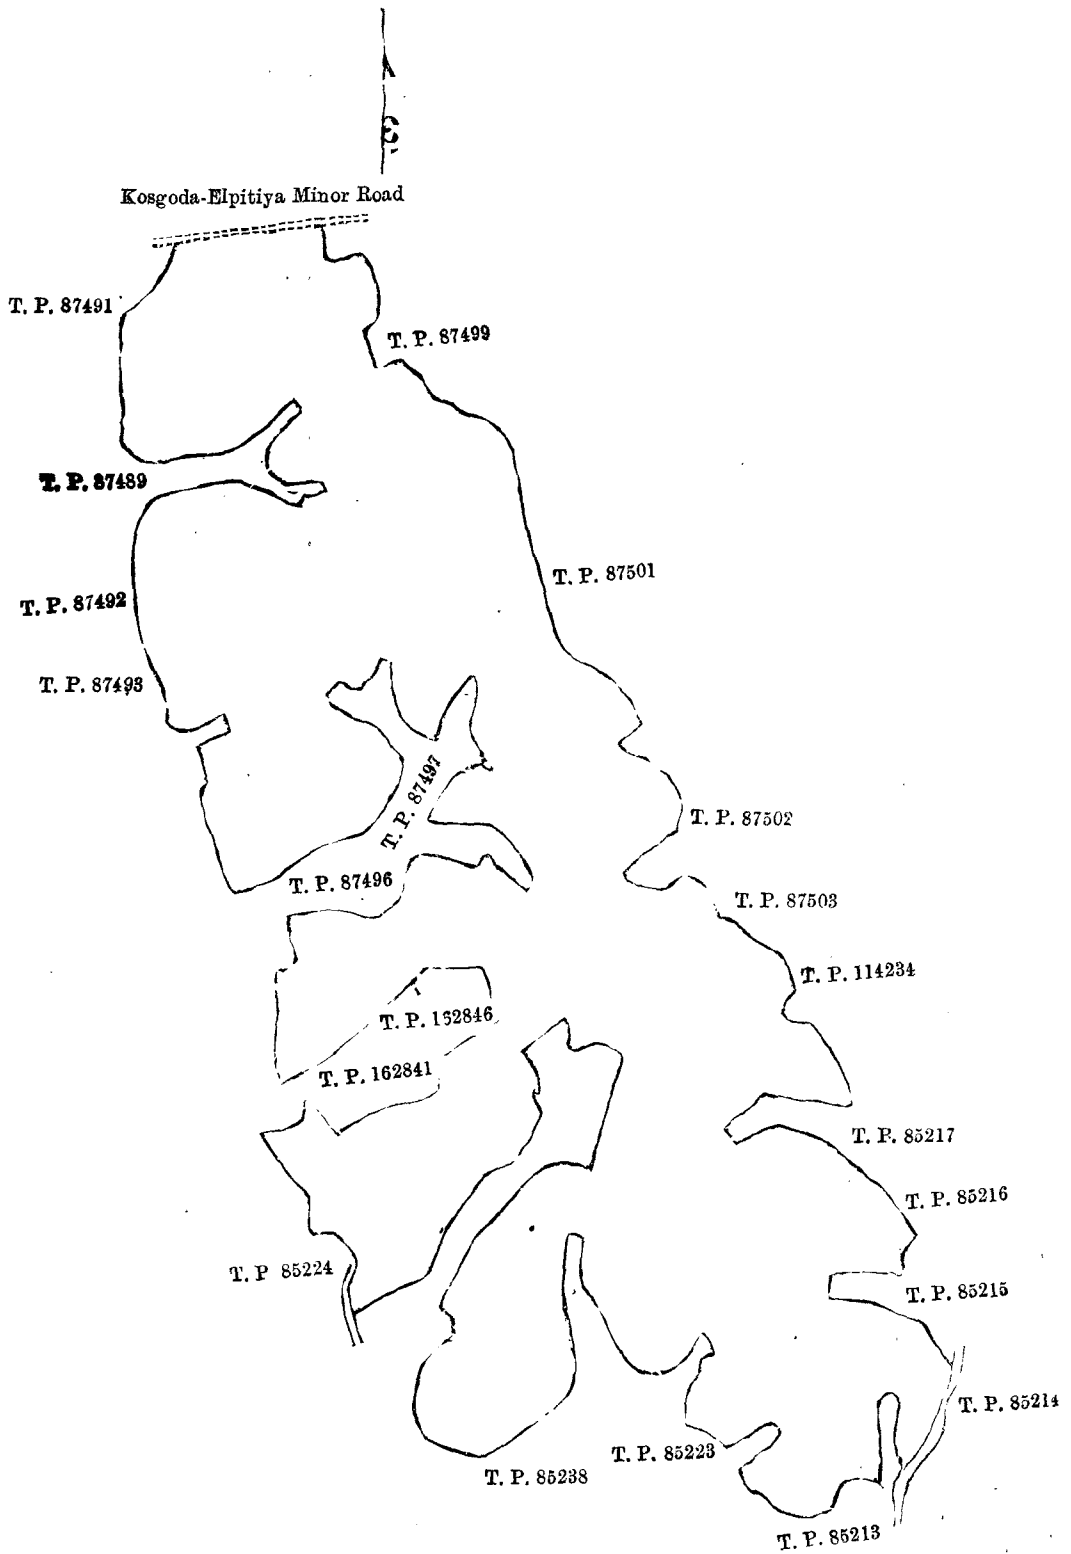 Kosgoda-Elpitiya Minor Road
T. P. 87491
T. P. 87499
T. P. 87489
T. P. 87501
T. P. 87492
T. P. 87493
T. P. 87497
T. P. 87502
T. P. 87496
T. P. 87503
T. P. 114234
T. P. 162846
T. P. 162841
T. P. 85217
T. P. 85216
T. P 85224
T. P. 85215
T. P. 85214
T. P. 85223
T. P. 85238
T. P. 85213